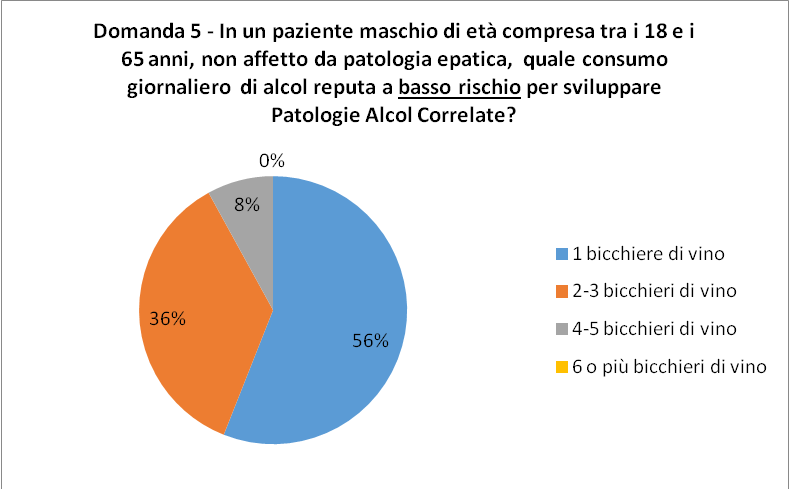 Domanda 5 - In un paziente maschio di età compresa tra i 18 e i
65 anni, non affetto da patologia epatica, quale consumo
giornaliero di alcol reputa a basso rischio per sviluppare
Patologie Alcol Correlate?
0%
8%
36%
56%
1 bicchiere di vino
2-3 bicchieri di vino
4-5 bicchieri di vino
6 o più bicchieri di vino